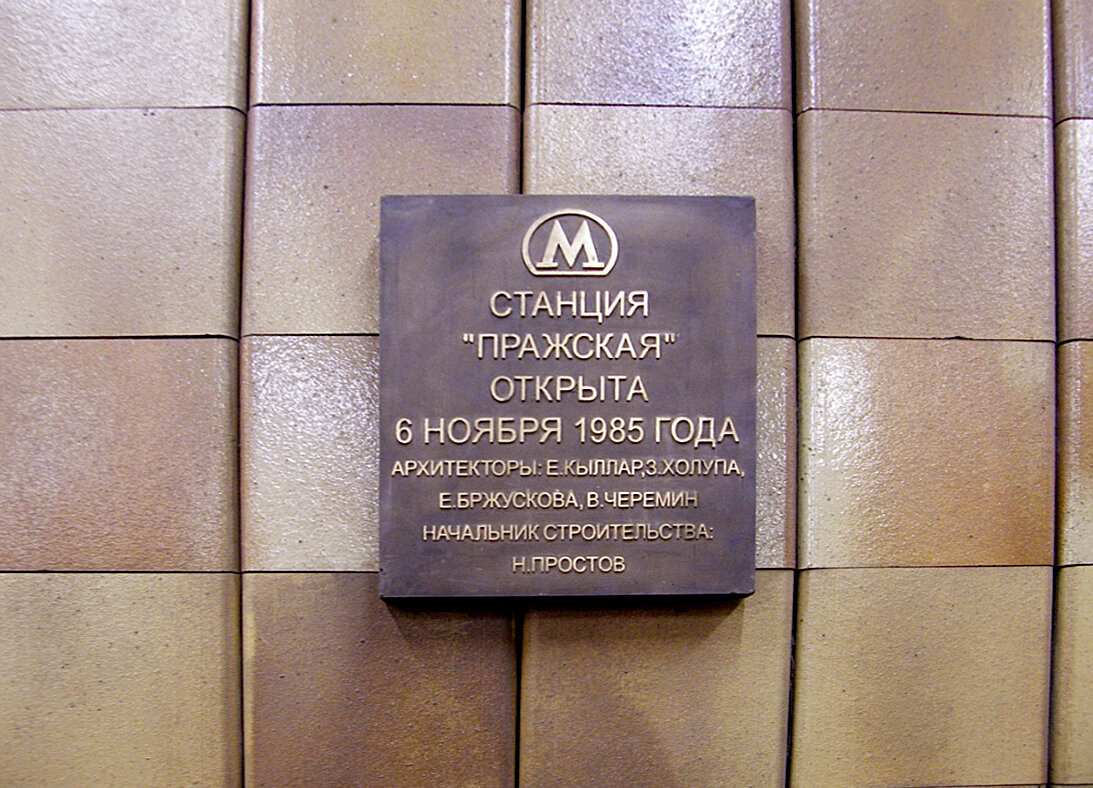 М
СТАНЦИЯ
"ПРАЖСКАЯ"
ОТКРЫТА
6 НОЯБРЯ 1985 ГОДА
АРХИТЕКТОРЫ: Е.КЫЛЛАР,З.ХОЛУПА,
Е.БРЖУСКОВА, В.ЧЕРЕМИН
НАЧАЛЬНИК СТРОИТЕЛЬСТВА:
Н.ПРОСТОВ